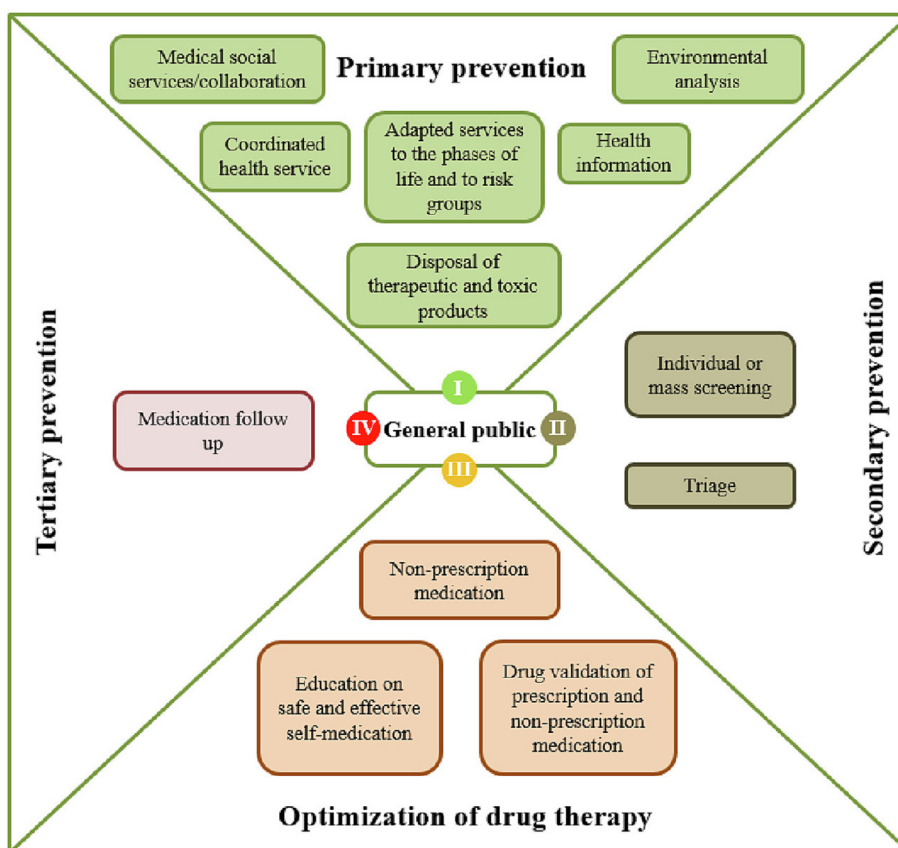 Primary prevention
Medical social
services/collaboration
Environmental
analysis
Coordinated
health service
Adapted services
to the phases of
life and to risk
groups
Health
information
Disposal of
therapeutic and toxic
products
Tertiary prevention
Medication follow
up
I
IV
General public
II
III
Individual or
mass screening
Triage
Secondary prevention
Non-prescription
medication
Education on
safe and effective
self-medication
Drug validation of
prescription and
non-prescription
medication
Optimization of drug therapy